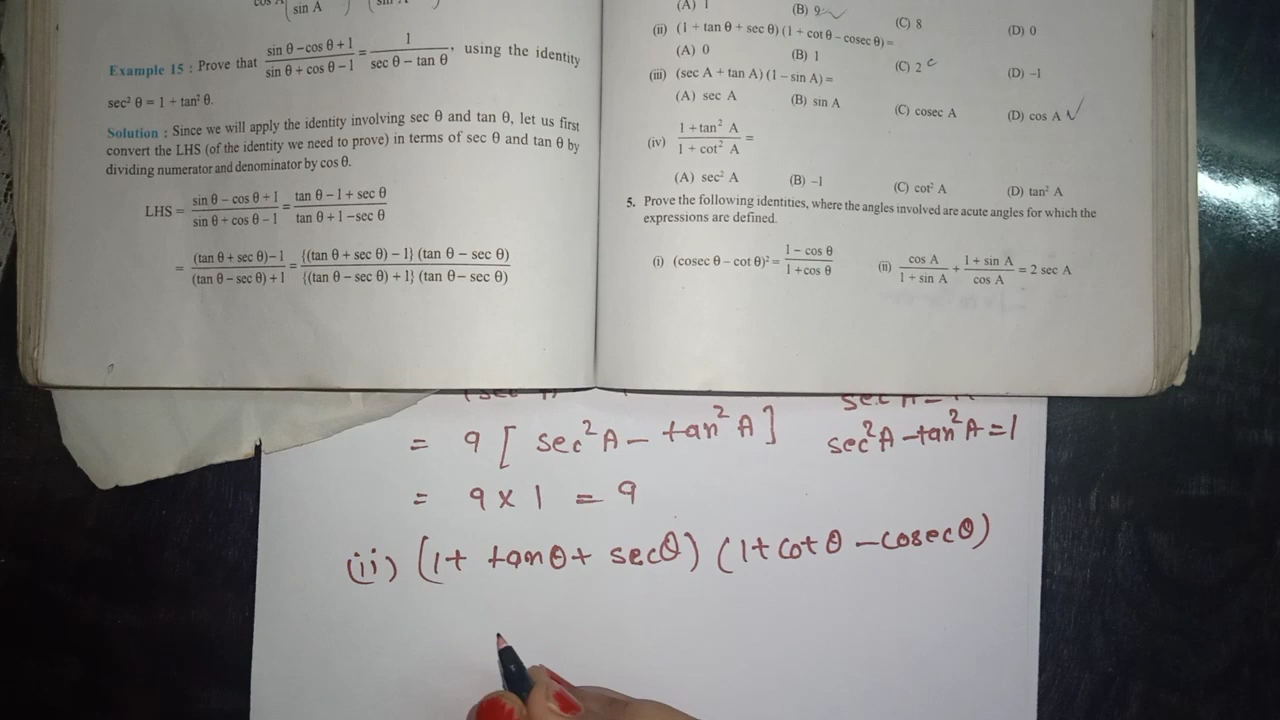 sin A
Example 15 : Prove that (sin θ – cos θ + 1)/(sin θ + cos θ – 1) = 1/(sec θ – tan θ), using the identity
sec² θ = 1 + tan² θ.
Solution : Since we will apply the identity involving sec θ and tan θ, let us first
convert the LHS (of the identity we need to prove) in terms of sec θ and tan θ by
dividing numerator and denominator by cos θ.
LHS = (sin θ – cos θ + 1)/(sin θ + cos θ – 1) = (tan θ – 1 + sec θ)/(tan θ + 1 – sec θ)
= ((tan θ + sec θ) – 1)/((tan θ – sec θ) + 1) = ({(tan θ + sec θ) – 1} (tan θ – sec θ))/({(tan θ – sec θ) + 1} (tan θ – sec θ))
(A) 1 (B) 9 (C) 8 (D) 0
(ii) (1 + tan θ + sec θ) (1 + cot θ – cosec θ) =
(A) 0 (B) 1 (C) 2 (D) –1
(iii) (sec A + tan A) (1 – sin A) =
(A) sec A (B) sin A (C) cosec A (D) cos A
(iv) (1 + tan² A)/(1 + cot² A) =
(A) sec² A (B) –1 (C) cot² A (D) tan² A
5. Prove the following identities, where the angles involved are acute angles for which the
expressions are defined.
(i) (cosec θ – cot θ)² = (1 – cos θ)/(1 + cos θ) (ii) cos A/(1 + sin A) + (1 + sin A)/cos A = 2 sec A
= 9 [sec²A – tan²A] sec²A – tan²A = 1
= 9 × 1 = 9
(ii) (1 + tanθ + secθ) (1 + cotθ – cosecθ)